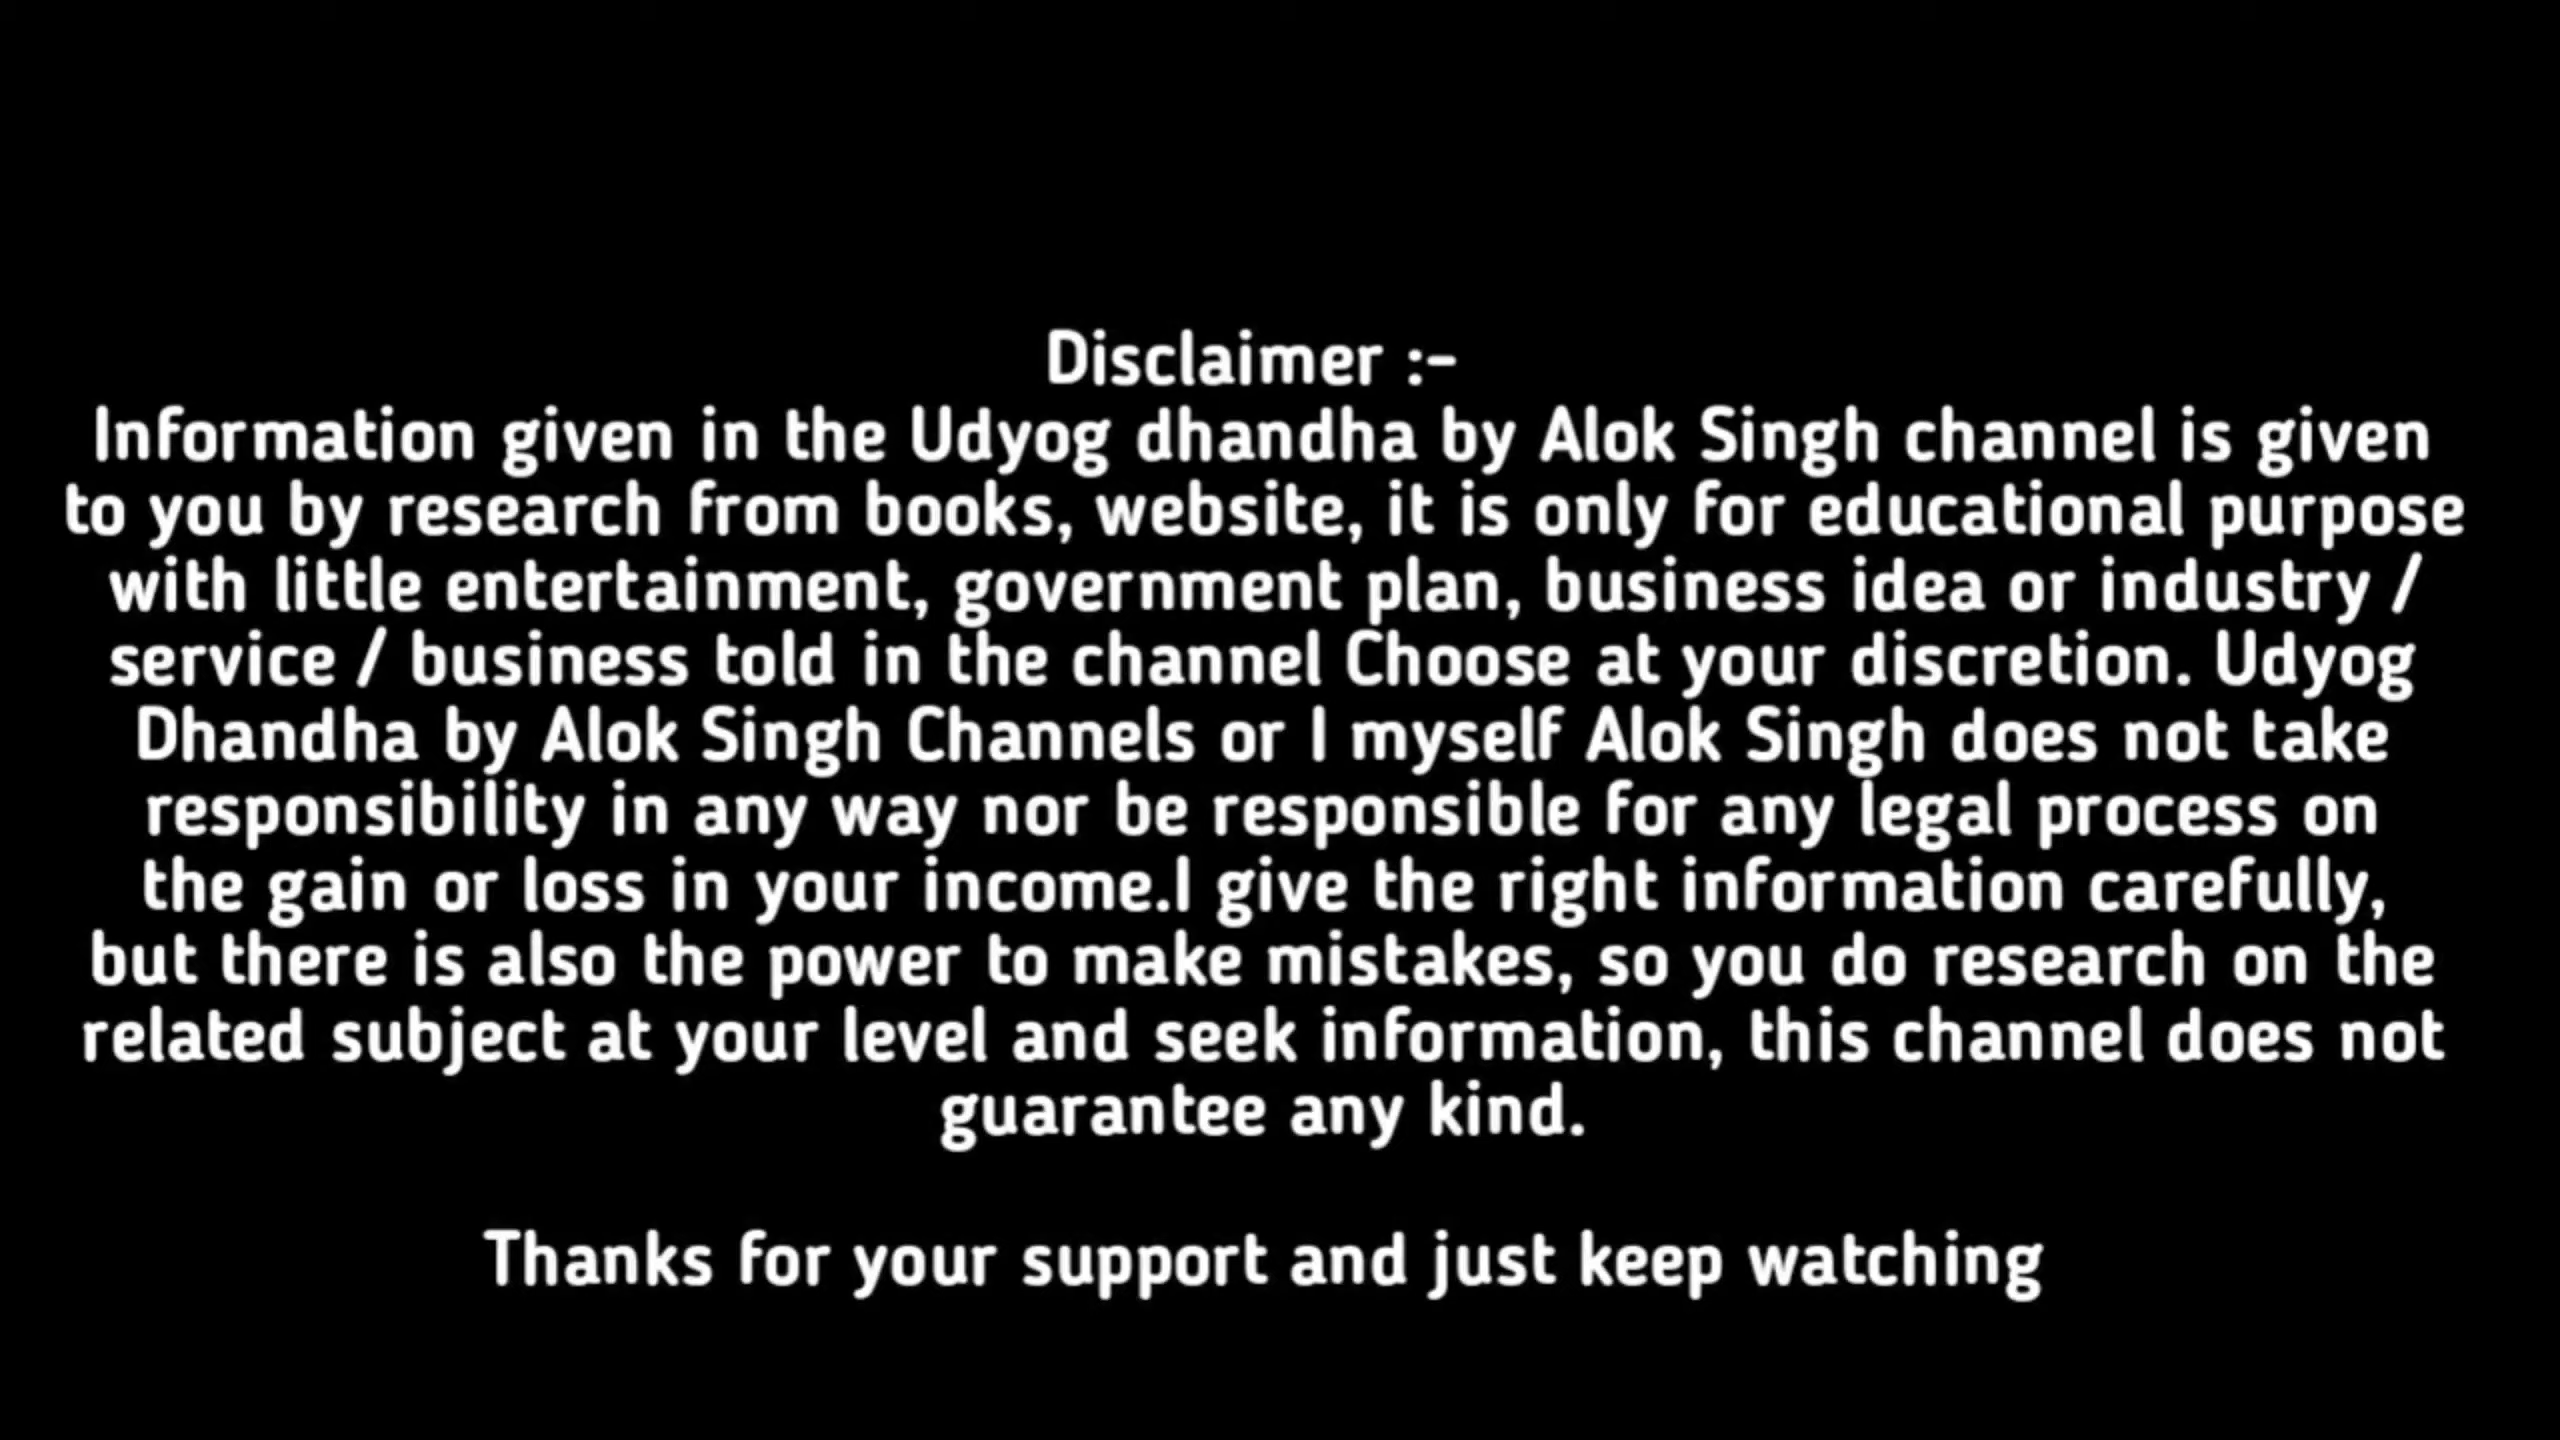 Disclaimer :-
Information given in the Udyog dhandha by Alok Singh channel is given
to you by research from books, website, it is only for educational purpose
with little entertainment, government plan, business idea or industry /
service / business told in the channel Choose at your discretion. Udyog
Dhandha by Alok Singh Channels or I myself Alok Singh does not take
responsibility in any way nor be responsible for any legal process on
the gain or loss in your income.I give the right information carefully,
but there is also the power to make mistakes, so you do research on the
related subject at your level and seek information, this channel does not
guarantee any kind.
Thanks for your support and just keep watching